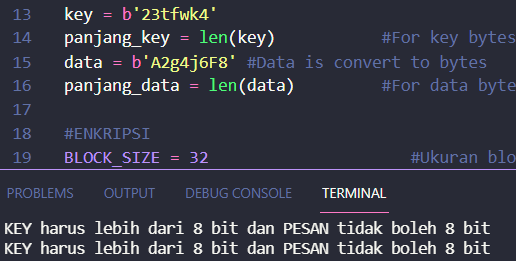 13 key = b'23tfwk4'
14 panjang_key = len(key) #For key bytes
15 data = b'A2g4j6F8' #Data is convert to bytes
16 panjang_data = len(data) #For data byte
17
18 #ENKRIPSI
19 BLOCK_SIZE = 32 #Ukuran blo
PROBLEMS OUTPUT DEBUG CONSOLE TERMINAL
KEY harus lebih dari 8 bit dan PESAN tidak boleh 8 bit
KEY harus lebih dari 8 bit dan PESAN tidak boleh 8 bit